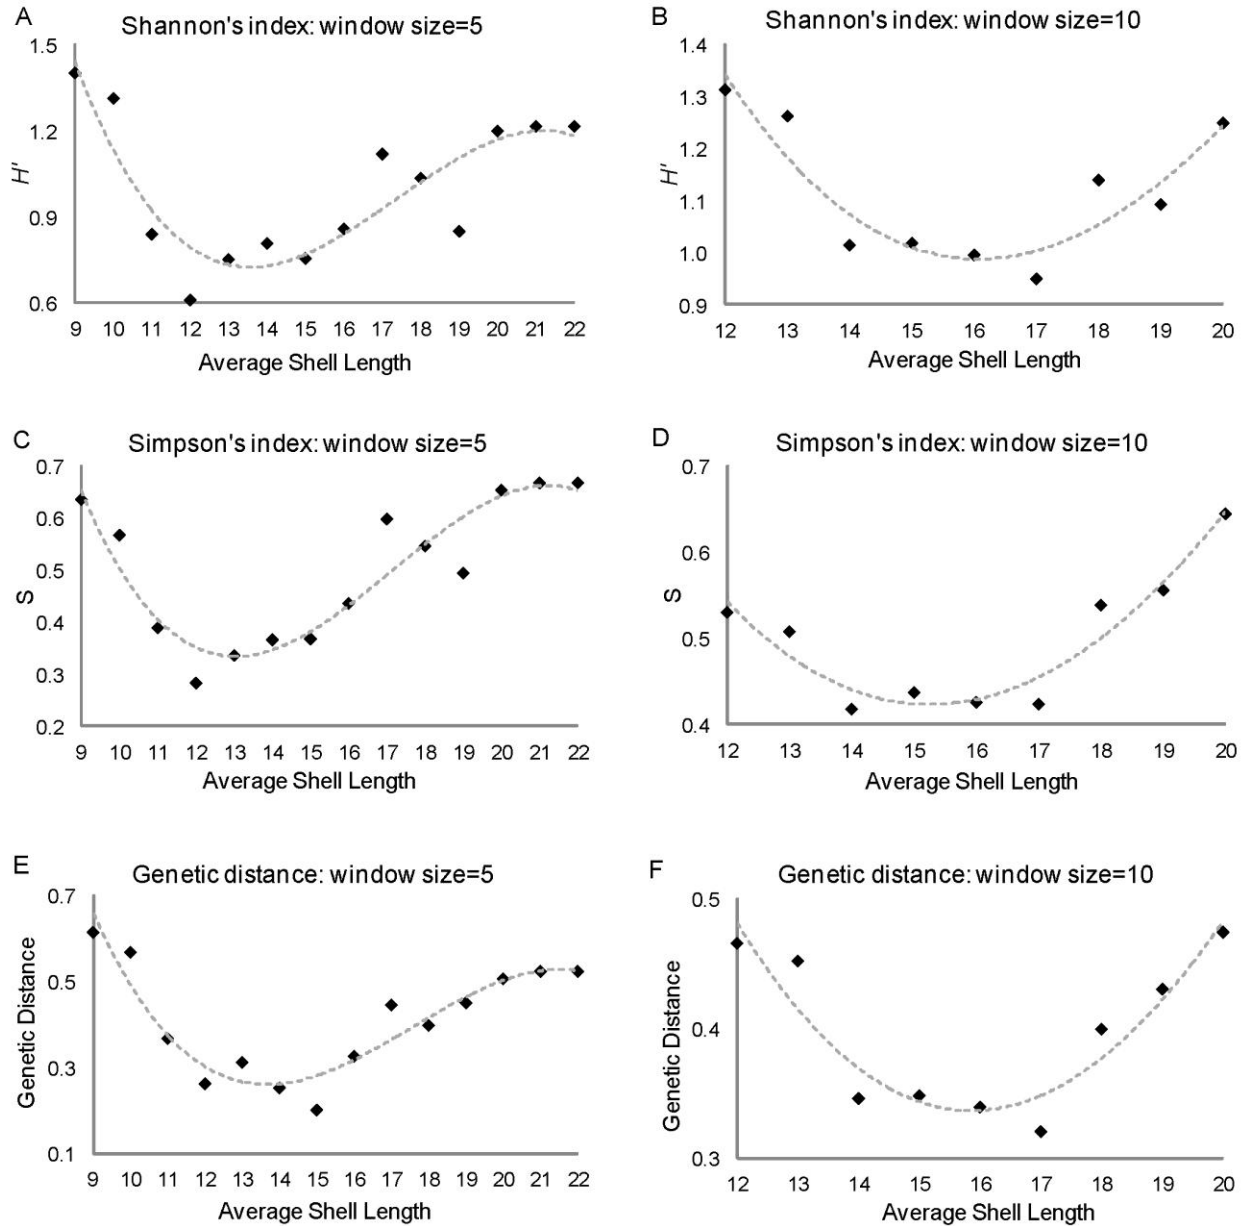 A
Shannon's index: window size=5
1.5
1.2
0.9
0.6
H'
9 10 11 12 13 14 15 16 17 18 19 20 21 22
Average Shell Length
B
Shannon's index: window size=10
1.4
1.3
1.2
1.1
1.0
0.9
H'
12 13 14 15 16 17 18 19 20
Average Shell Length
C
Simpson's index: window size=5
0.7
0.6
0.5
0.4
0.3
0.2
S
9 10 11 12 13 14 15 16 17 18 19 20 21 22
Average Shell Length
D
Simpson's index: window size=10
0.7
0.6
0.5
0.4
S
12 13 14 15 16 17 18 19 20
Average Shell Length
E
Genetic distance: window size=5
0.7
0.5
0.3
0.1
Genetic Distance
9 10 11 12 13 14 15 16 17 18 19 20 21 22
Average Shell Length
F
Genetic distance: window size=10
0.5
0.4
0.3
Genetic Distance
12 13 14 15 16 17 18 19 20
Average Shell Length